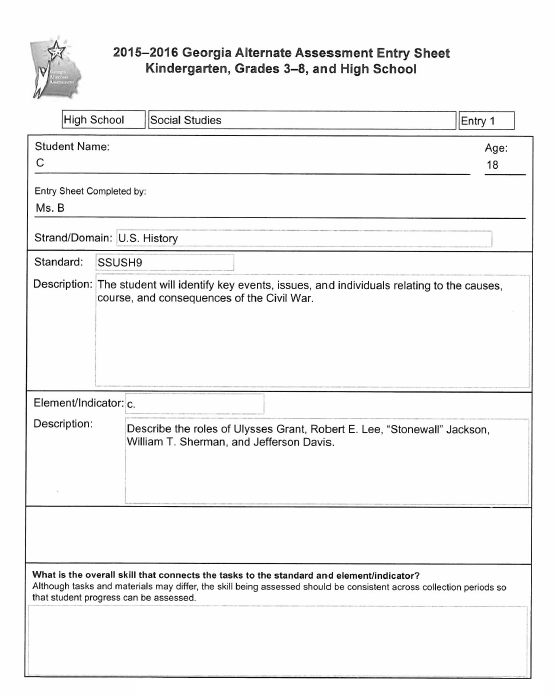 2015–2016 Georgia Alternate Assessment Entry Sheet
Kindergarten, Grades 3–8, and High School
High School Social Studies Entry 1
Student Name: Age:
C 18
Entry Sheet Completed by:
Ms. B
Strand/Domain: U.S. History
Standard: SSUSH9
Description: The student will identify key events, issues, and individuals relating to the causes,
course, and consequences of the Civil War.
Element/Indicator: c.
Description: Describe the roles of Ulysses Grant, Robert E. Lee, “Stonewall” Jackson,
William T. Sherman, and Jefferson Davis.
What is the overall skill that connects the tasks to the standard and element/indicator?
Although tasks and materials may differ, the skill being assessed should be consistent across collection periods so
that student progress can be assessed.